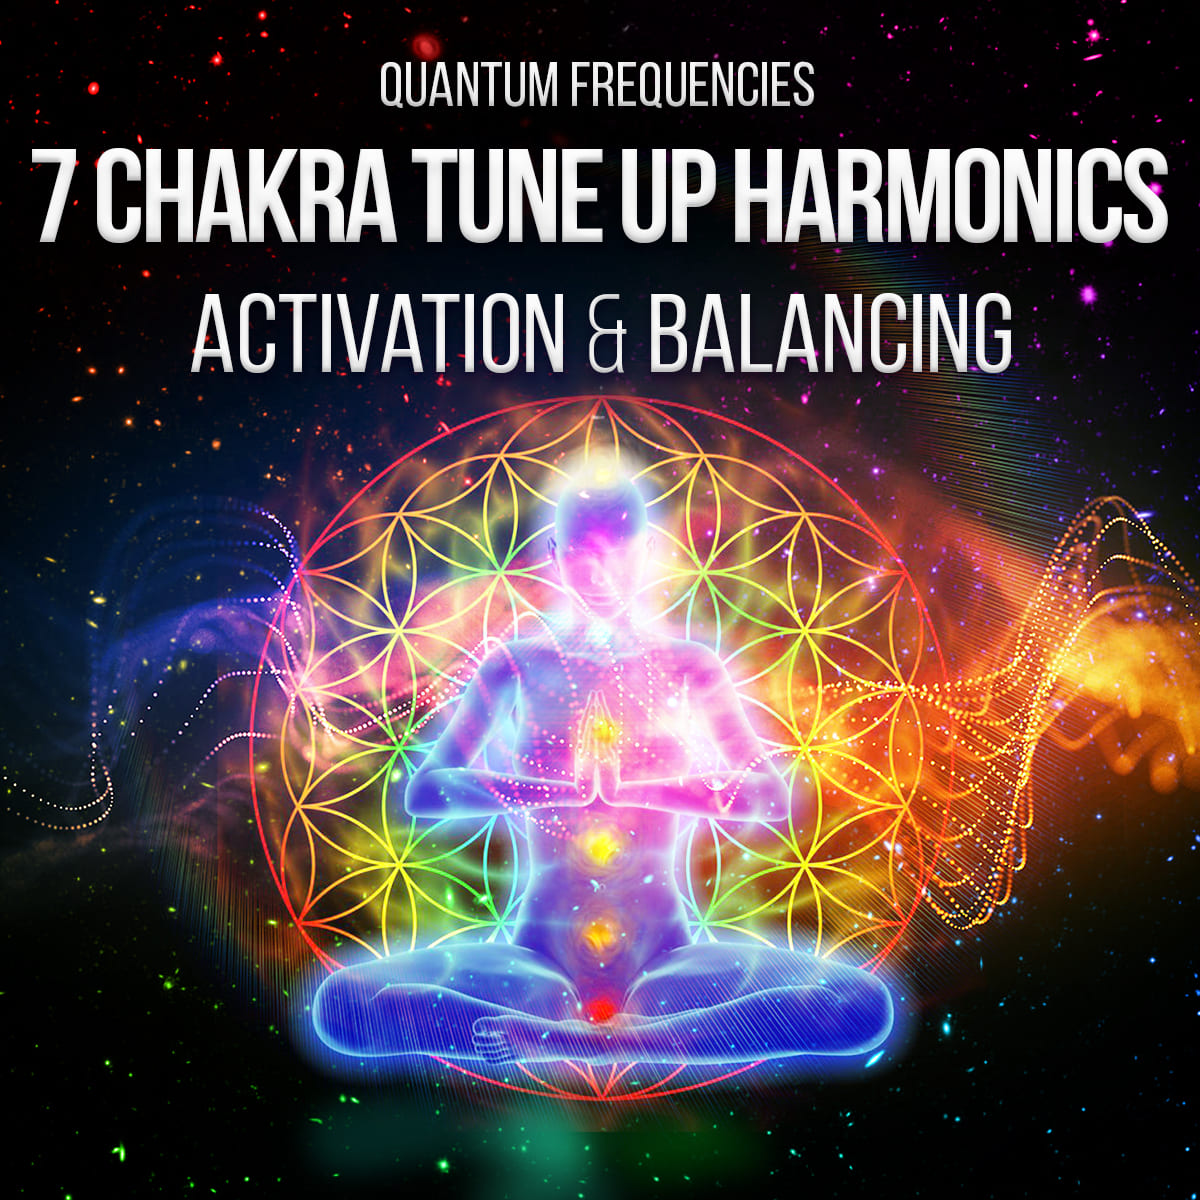 QUANTUM FREQUENCIES
7 CHAKRA TUNE UP HARMONICS
ACTIVATION & BALANCING